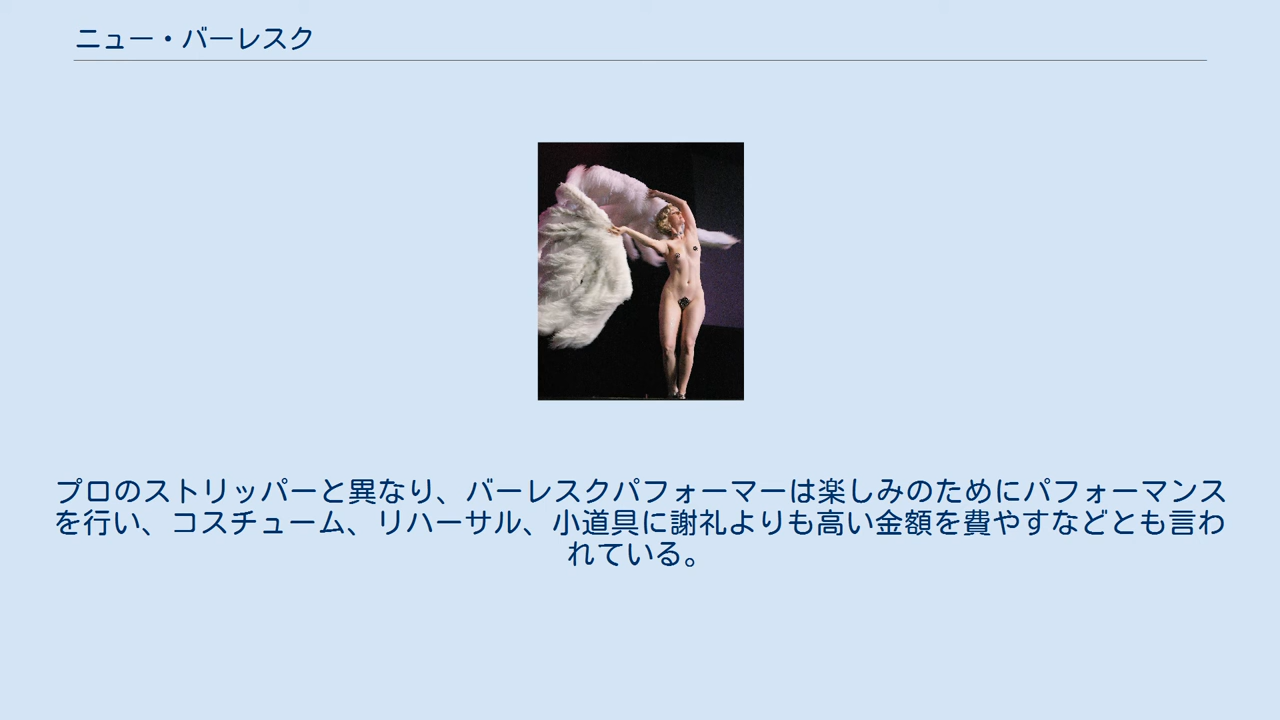 ニュー・バーレスク
プロのストリッパーと異なり、バーレスクパフォーマーは楽しみのためにパフォーマンス
を行い、コスチューム、リハーサル、小道具に謝礼よりも高い金額を費やすなどとも言わ
れている。